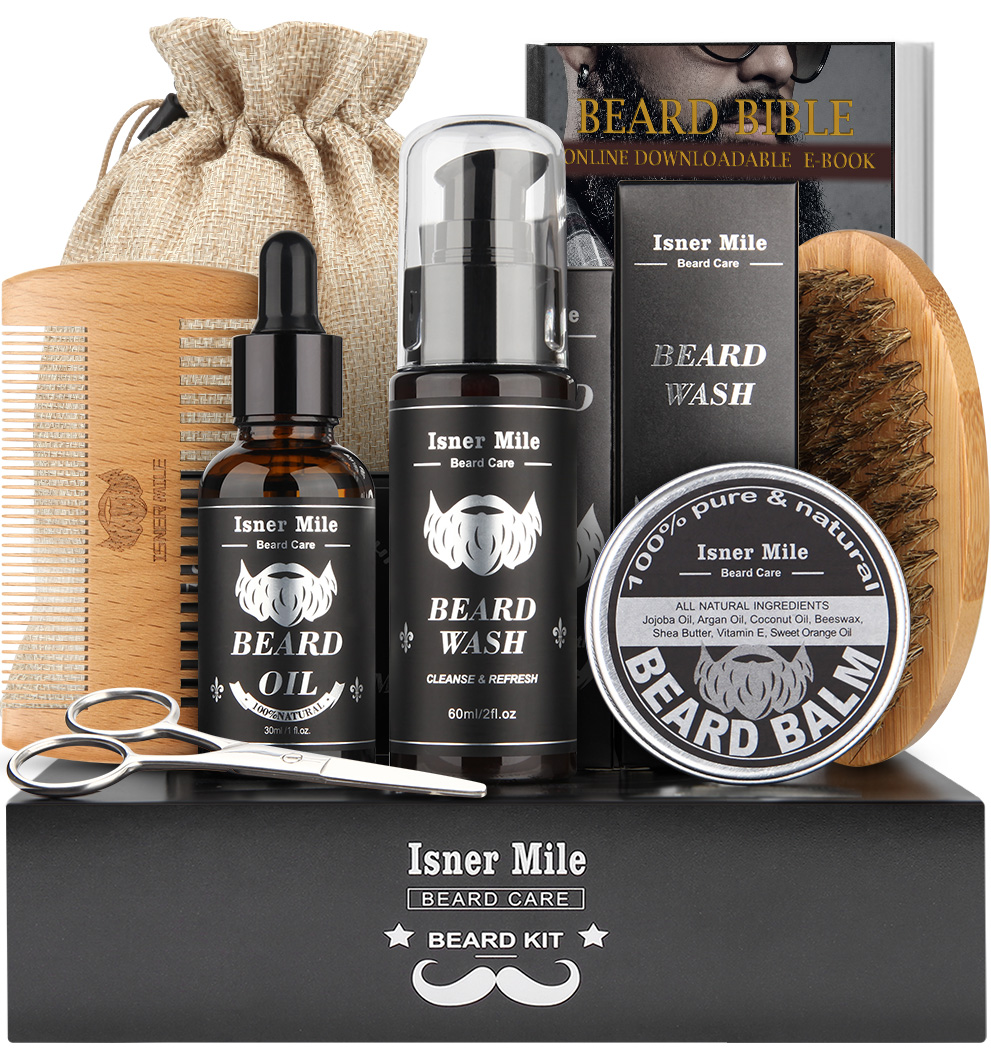 BEARD BIBLE
ONLINE DOWNLOADABLE E-BOOK
Isner Mile
Beard Care
BEARD
WASH
ISNER MILE
Isner Mile
Beard Care
BEARD
OIL
100%NATURAL
30ml /1 fl.oz.
Isner Mile
Beard Care
BEARD
WASH
CLEANSE & REFRESH
60ml/2fl.oz
100% pure & natural
Isner Mile
Beard Care
ALL NATURAL INGREDIENTS
Jojoba Oil, Argan Oil, Coconut Oil, Beeswax,
Shea Butter, Vitamin E, Sweet Orange Oil
BEARD BALM
Isner Mile
BEARD CARE
BEARD KIT